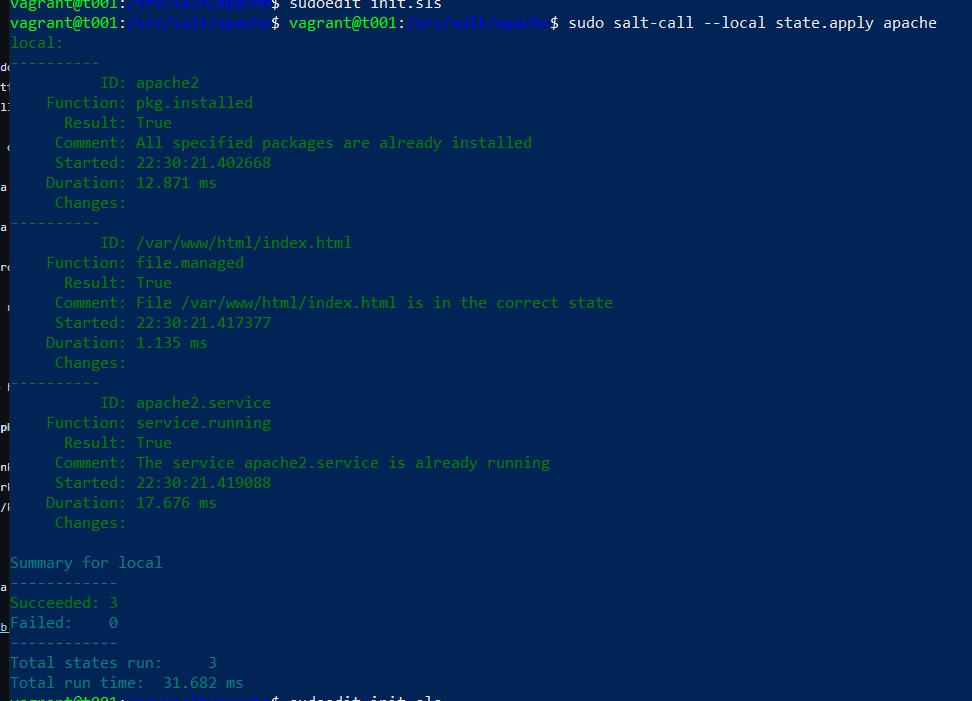 vagrant@t001:/srv/salt/apache$ sudoedit init.sls
vagrant@t001:/srv/salt/apache$ vagrant@t001:/srv/salt/apache$ sudo salt-call --local state.apply apache
local:
----------
          ID: apache2
    Function: pkg.installed
      Result: True
     Comment: All specified packages are already installed
     Started: 22:30:21.402668
    Duration: 12.871 ms
     Changes:
----------
          ID: /var/www/html/index.html
    Function: file.managed
      Result: True
     Comment: File /var/www/html/index.html is in the correct state
     Started: 22:30:21.417377
    Duration: 1.135 ms
     Changes:
----------
          ID: apache2.service
    Function: service.running
      Result: True
     Comment: The service apache2.service is already running
     Started: 22:30:21.419088
    Duration: 17.676 ms
     Changes:
Summary for local
------------
Succeeded: 3
Failed:    0
------------
Total states run:     3
Total run time:  31.682 ms
vagrant@t001:/srv/salt/apache$ sudoedit init.sls